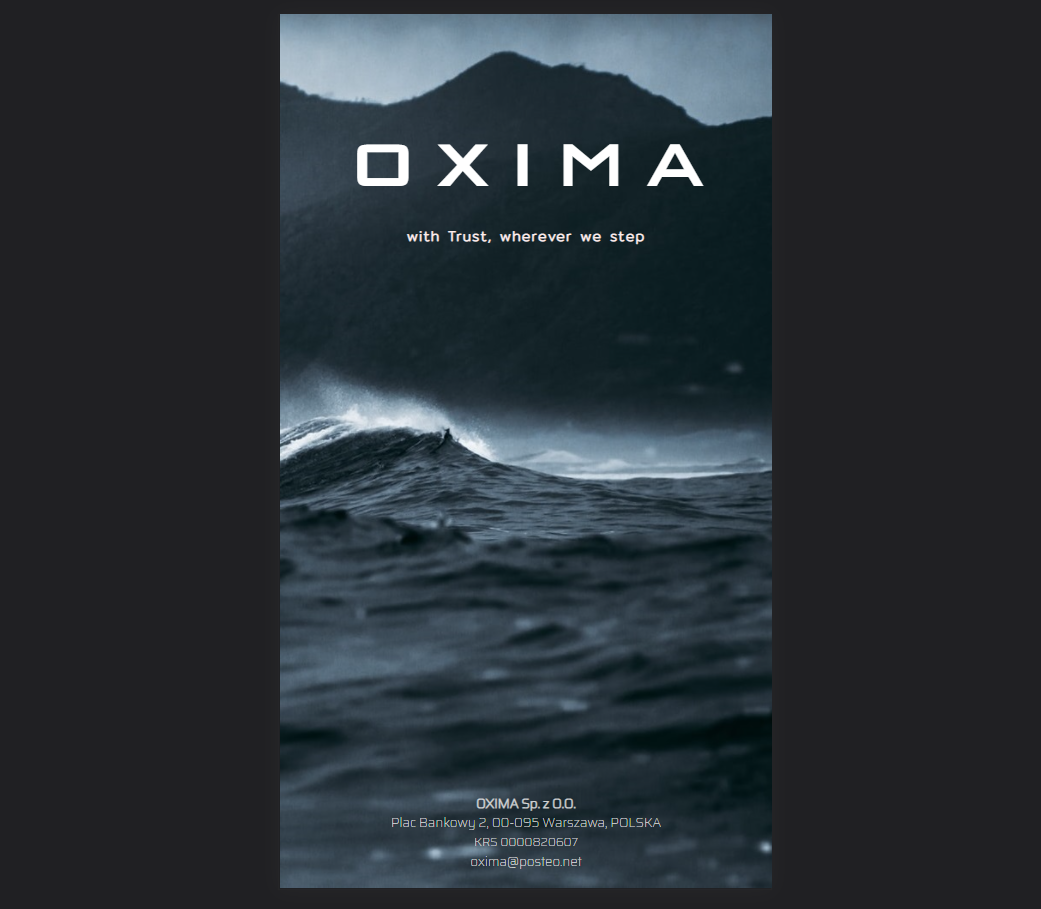 OXIMA
with Trust, wherever we step
OXIMA Sp. z O.O.
Plac Bankowy 2, 00-095 Warszawa, POLSKA
KRS 0000820607
oxima@posteo.net